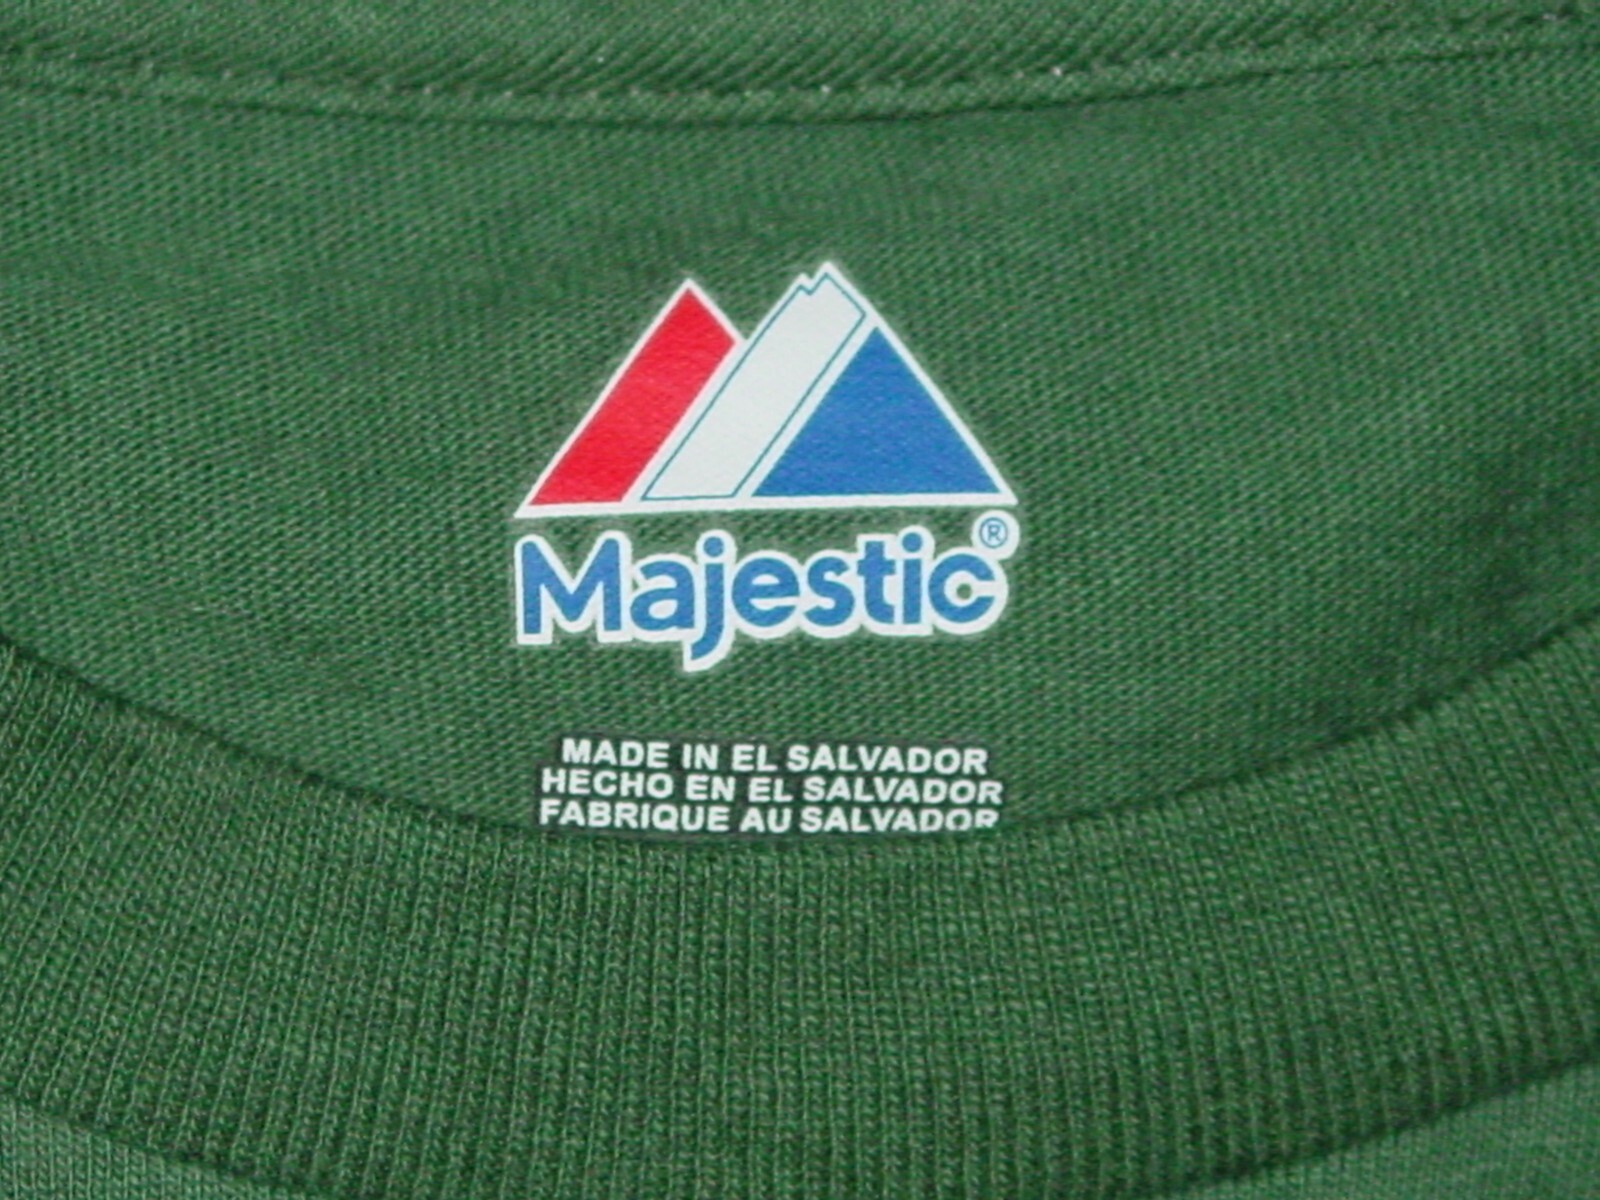 Majestic®
MADE IN EL SALVADOR
HECHO EN EL SALVADOR
FABRIQUE AU SALVADOR